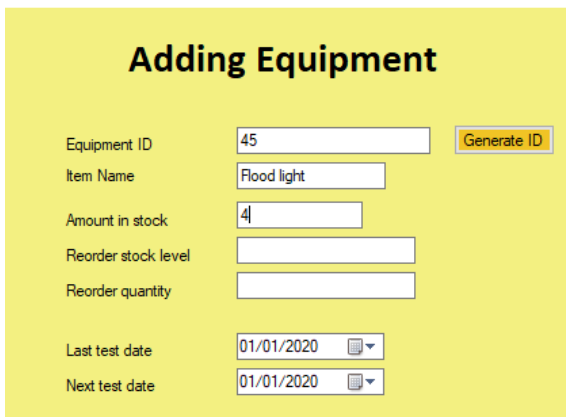 Adding Equipment
Equipment ID 45 Generate ID
Item Name Flood light
Amount in stock 4
Reorder stock level
Reorder quantity
Last test date 01/01/2020
Next test date 01/01/2020